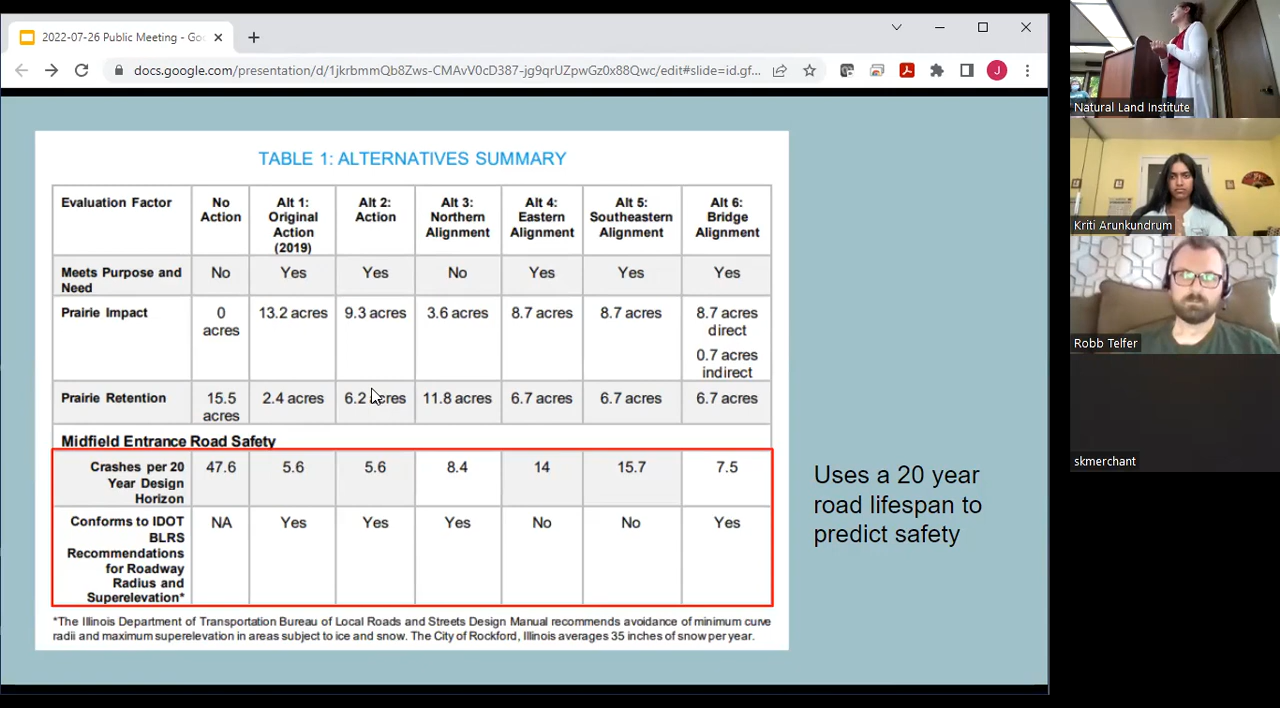 2022-07-26 Public Meeting - Goo
docs.google.com/presentation/d/1jkrbmm
CMAvV0cD387-jg9qrUZpwGz0x88Qwc/edit#slide=id.gf...
J
TABLE 1: ALTERNATIVES SUMMARY
Evaluation Factor No Action Alt 1: Original Action (2019) Alt 2: Action Alt 3: Northern Alignment Alt 4: Eastern Alignment Alt 5: Southeastern Alignment Alt 6: Bridge Alignment
Meets Purpose and Need No Yes Yes No Yes Yes Yes
Prairie Impact 0 acres 13.2 acres 9.3 acres 3.6 acres 8.7 acres 8.7 acres 8.7 acres direct 0.7 acres indirect
Prairie Retention 15.5 acres 2.4 acres 6.2 acres 11.8 acres 6.7 acres 6.7 acres 6.7 acres
Midfield Entrance Road Safety
Crashes per 20 Year Design Horizon 47.6 5.6 5.6 8.4 14 15.7 7.5
Conforms to IDOT BLRS Recommendations for Roadway Radius and Superelevation* NA Yes Yes Yes No No Yes
*The Illinois Department of Transportation Bureau of Local Roads and Streets Design Manual recommends avoidance of minimum curve
radii and maximum superelevation in areas subject to ice and snow. The City of Rockford, Illinois averages 35 inches of snow per year.
Uses a 20 year
road lifespan to
predict safety
Natural Land Institute
Kriti Arunkundrum
Robb Telfer
skmerchant